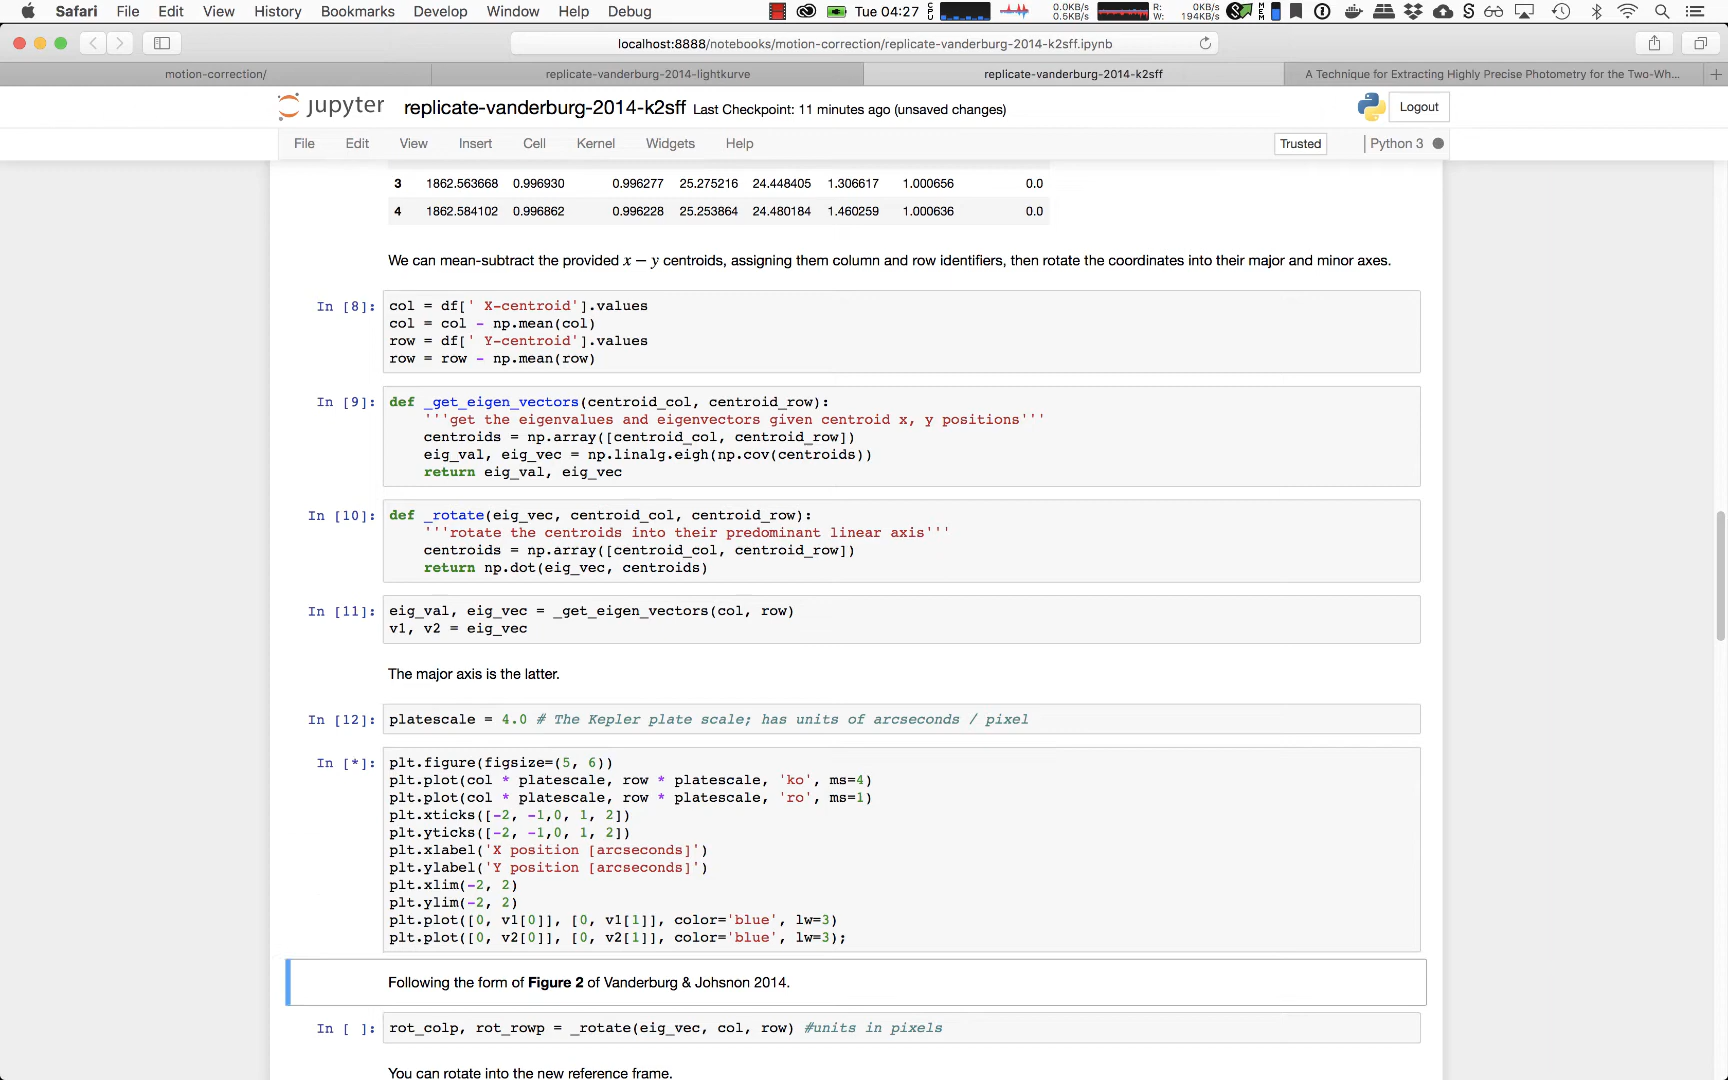 Safari File Edit View History Bookmarks Develop Window Help Debug
Tue 04:27
0.0KB/s
0.5KB/s
R:
W:
0KB/s
194KB/s
localhost:8888/notebooks/motion-correction/replicate-vanderburg-2014-k2sff.ipynb
motion-correction/
replicate-vanderburg-2014-lightkurve
replicate-vanderburg-2014-k2sff
A Technique for Extracting Highly Precise Photometry for the Two-Wh...
jupyter replicate-vanderburg-2014-k2sff Last Checkpoint: 11 minutes ago (unsaved changes)
Logout
File Edit View Insert Cell Kernel Widgets Help
Trusted
Python 3
3 1862.563668 0.996930 0.996277 25.275216 24.448405 1.306617 1.000656 0.0
4 1862.584102 0.996862 0.996228 25.253864 24.480184 1.460259 1.000636 0.0
We can mean-subtract the provided x − y centroids, assigning them column and row identifiers, then rotate the coordinates into their major and minor axes.
In [8]: col = df[' X-centroid'].values
col = col - np.mean(col)
row = df[' Y-centroid'].values
row = row - np.mean(row)
In [9]: def _get_eigen_vectors(centroid_col, centroid_row):
'''get the eigenvalues and eigenvectors given centroid x, y positions'''
centroids = np.array([centroid_col, centroid_row])
eig_val, eig_vec = np.linalg.eigh(np.cov(centroids))
return eig_val, eig_vec
In [10]: def _rotate(eig_vec, centroid_col, centroid_row):
'''rotate the centroids into their predominant linear axis'''
centroids = np.array([centroid_col, centroid_row])
return np.dot(eig_vec, centroids)
In [11]: eig_val, eig_vec = _get_eigen_vectors(col, row)
v1, v2 = eig_vec
The major axis is the latter.
In [12]: platescale = 4.0 # The Kepler plate scale; has units of arcseconds / pixel
In [*]: plt.figure(figsize=(5, 6))
plt.plot(col * platescale, row * platescale, 'ko', ms=4)
plt.plot(col * platescale, row * platescale, 'ro', ms=1)
plt.xticks([-2, -1,0, 1, 2])
plt.yticks([-2, -1,0, 1, 2])
plt.xlabel('X position [arcseconds]')
plt.ylabel('Y position [arcseconds]')
plt.xlim(-2, 2)
plt.ylim(-2, 2)
plt.plot([0, v1[0]], [0, v1[1]], color='blue', lw=3)
plt.plot([0, v2[0]], [0, v2[1]], color='blue', lw=3);
Following the form of Figure 2 of Vanderburg & Johsnon 2014.
In [ ]: rot_colp, rot_rowp = _rotate(eig_vec, col, row) #units in pixels
You can rotate into the new reference frame.